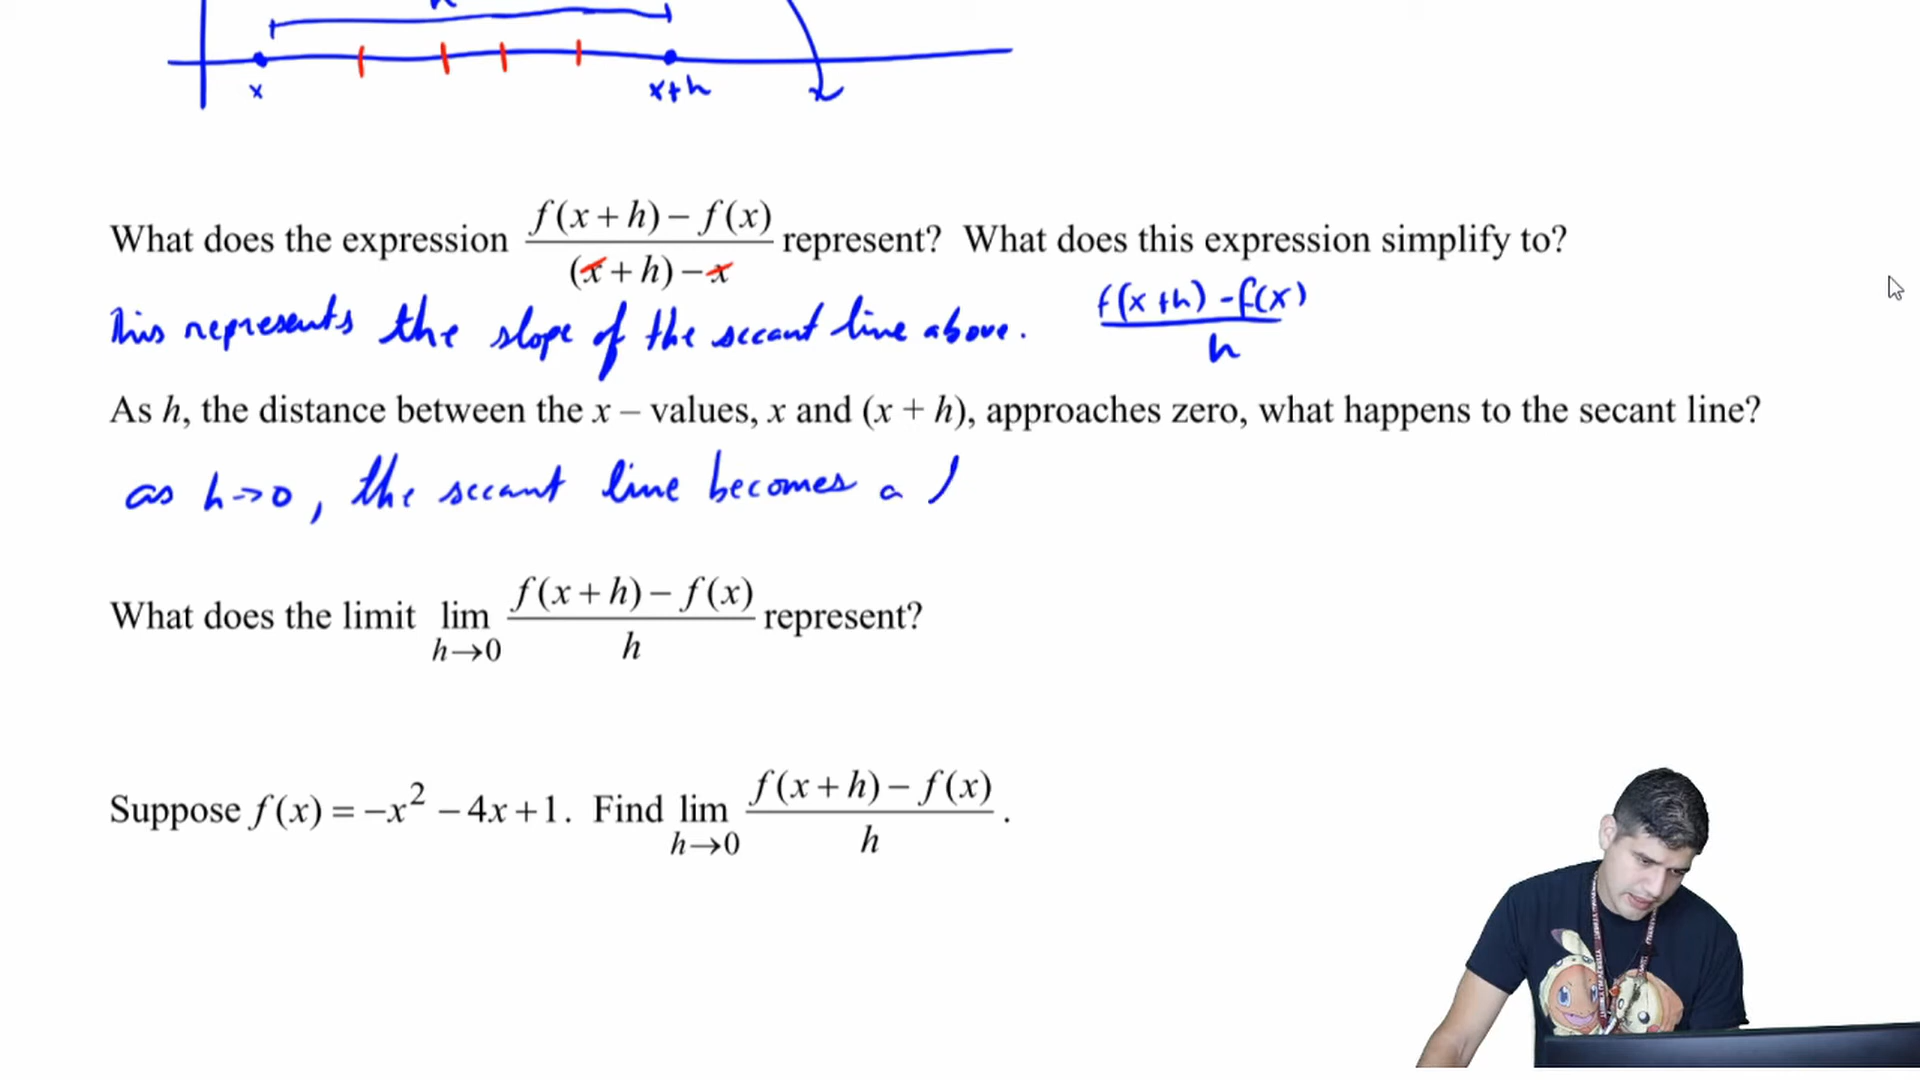 h
x x+h
What does the expression f(x+h)−f(x) / (x+h)−x represent? What does this expression simplify to?
This represents the slope of the secant line above. f(x+h)-f(x) / h
As h, the distance between the x – values, x and (x + h), approaches zero, what happens to the secant line?
as h→0, the secant line becomes a
What does the limit lim h→0 f(x+h)−f(x) / h represent?
Suppose f(x) = −x² − 4x + 1. Find lim h→0 f(x+h)−f(x) / h .